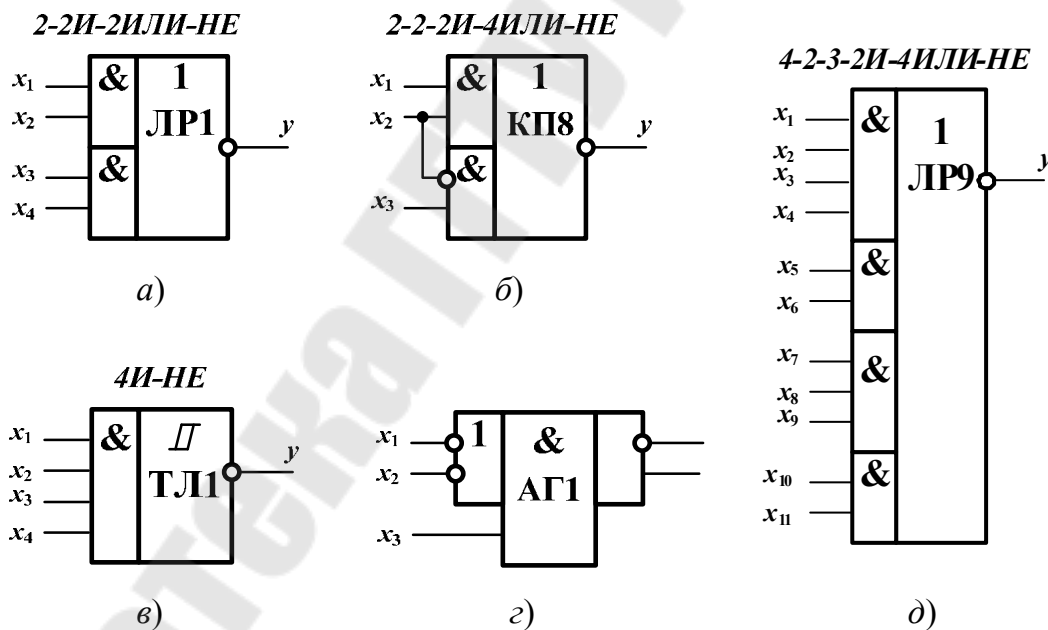 2-2И-2ИЛИ-НЕ
x1
x2
x3
x4
&
&
1
ЛР1
y
а)
2-2-2И-4ИЛИ-НЕ
x1
x2
x3
&
&
1
КП8
y
б)
4-2-3-2И-4ИЛИ-НЕ
x1
x2
x3
x4
x5
x6
x7
x8
x9
x10
x11
&
&
&
&
1
ЛР9
y
д)
4И-НЕ
x1
x2
x3
x4
&
ТЛ1
y
в)
x1
x2
x3
1
&
АГ1
г)